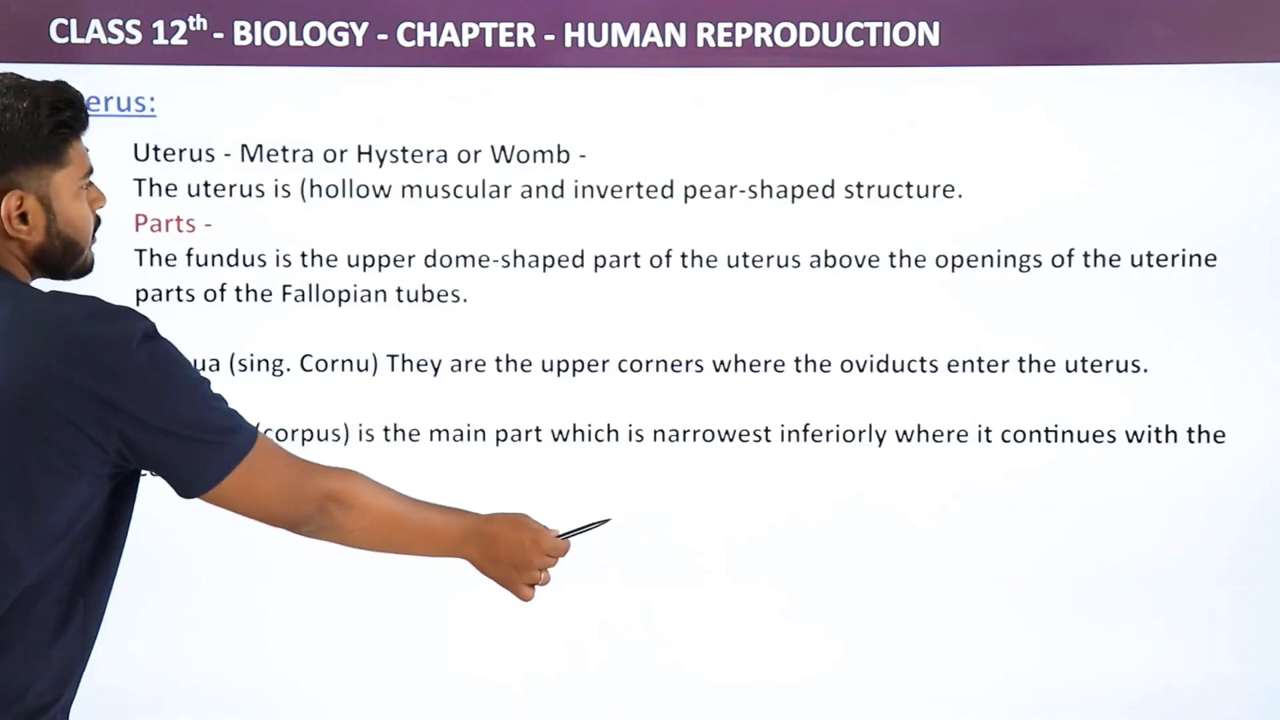 CLASS 12th - BIOLOGY - CHAPTER - HUMAN REPRODUCTION
erus:
Uterus - Metra or Hystera or Womb -
The uterus is (hollow muscular and inverted pear-shaped structure.
Parts -
The fundus is the upper dome-shaped part of the uterus above the openings of the uterine
parts of the Fallopian tubes.
ua (sing. Cornu) They are the upper corners where the oviducts enter the uterus.
(corpus) is the main part which is narrowest inferiorly where it continues with the